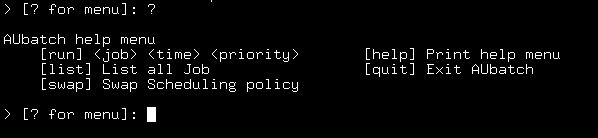 > [? for menu]: ?
AUbatch help menu
[run] <job> <time> <priority> [help] Print help menu
[list] List all Job [quit] Exit AUbatch
[swap] Swap Scheduling policy
> [? for menu]: